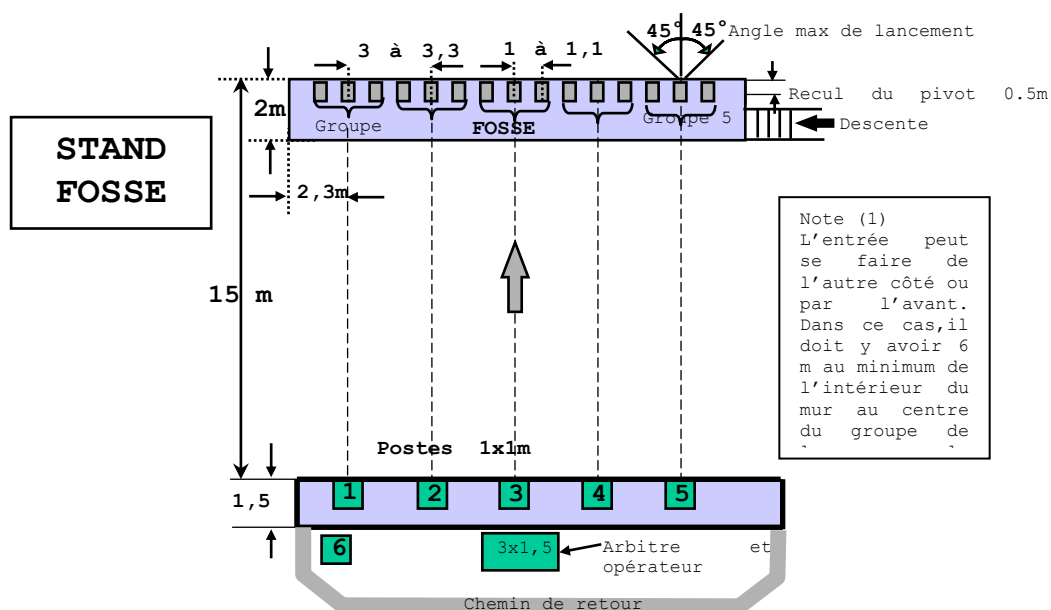 45° 45° Angle max de lancement
3 à 3,3 1 à 1,1
Recul du pivot 0.5m
2m
Groupe FOSSE Groupe 5
Descente
STAND
FOSSE
2,3m
Note (1)
L'entrée peut
se faire de
l'autre côté ou
par l'avant.
Dans ce cas,il
doit y avoir 6
m au minimum de
l'intérieur du
mur au centre
du groupe de
15 m
Postes 1x1m
1 2 3 4 5
1,5
6 3x1,5 Arbitre et
opérateur
Chemin de retour